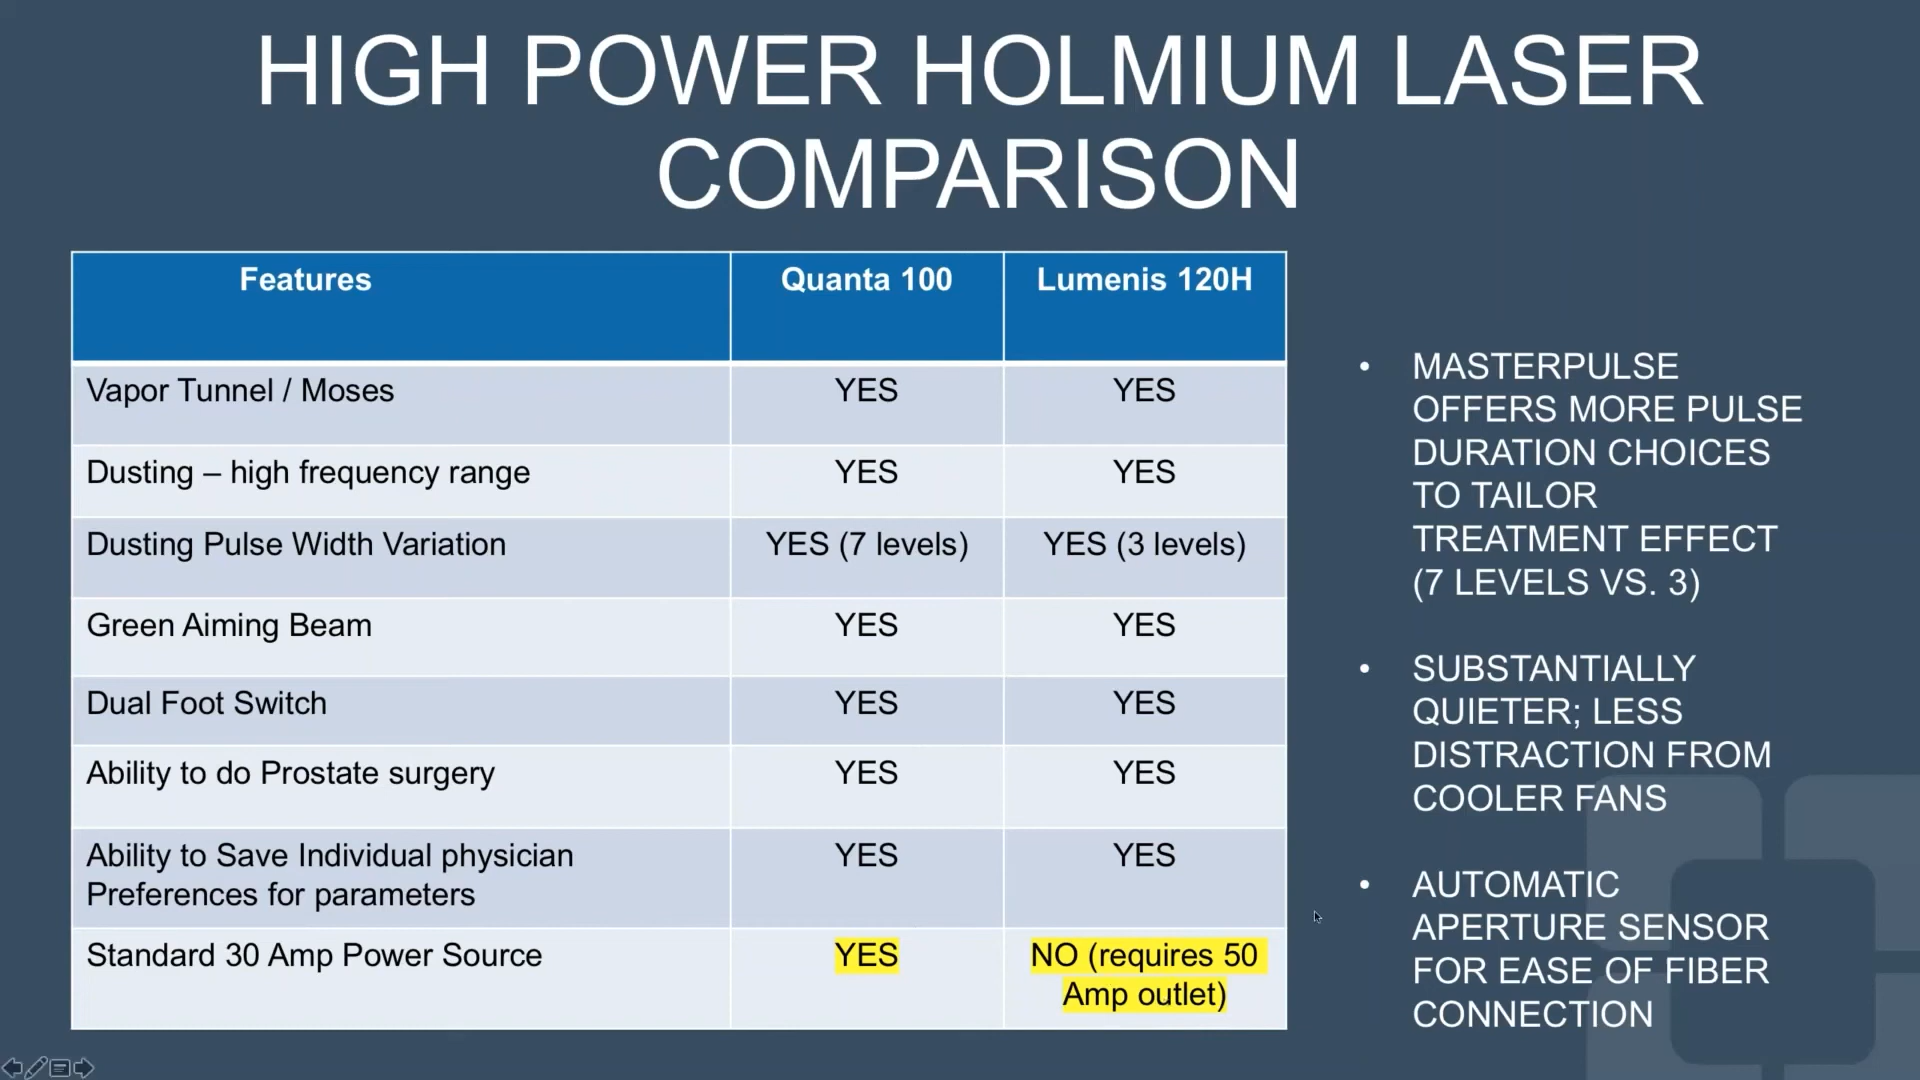 HIGH POWER HOLMIUM LASER
COMPARISON
Features Quanta 100 Lumenis 120H
Vapor Tunnel / Moses YES YES
Dusting – high frequency range YES YES
Dusting Pulse Width Variation YES (7 levels) YES (3 levels)
Green Aiming Beam YES YES
Dual Foot Switch YES YES
Ability to do Prostate surgery YES YES
Ability to Save Individual physician YES YES
Preferences for parameters
Standard 30 Amp Power Source YES NO (requires 50
Amp outlet)
• MASTERPULSE
OFFERS MORE PULSE
DURATION CHOICES
TO TAILOR
TREATMENT EFFECT
(7 LEVELS VS. 3)
• SUBSTANTIALLY
QUIETER; LESS
DISTRACTION FROM
COOLER FANS
• AUTOMATIC
APERTURE SENSOR
FOR EASE OF FIBER
CONNECTION